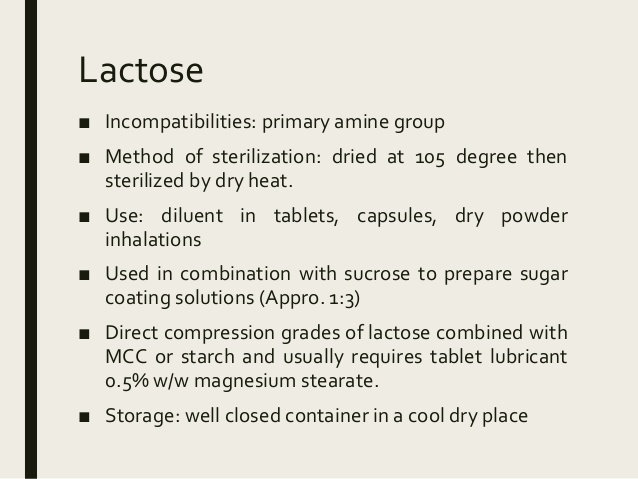 Lactose
■ Incompatibilities: primary amine group
■ Method of sterilization: dried at 105 degree then
sterilized by dry heat.
■ Use: diluent in tablets, capsules, dry powder
inhalations
■ Used in combination with sucrose to prepare sugar
coating solutions (Appro. 1:3)
■ Direct compression grades of lactose combined with
MCC or starch and usually requires tablet lubricant
0.5% w/w magnesium stearate.
■ Storage: well closed container in a cool dry place